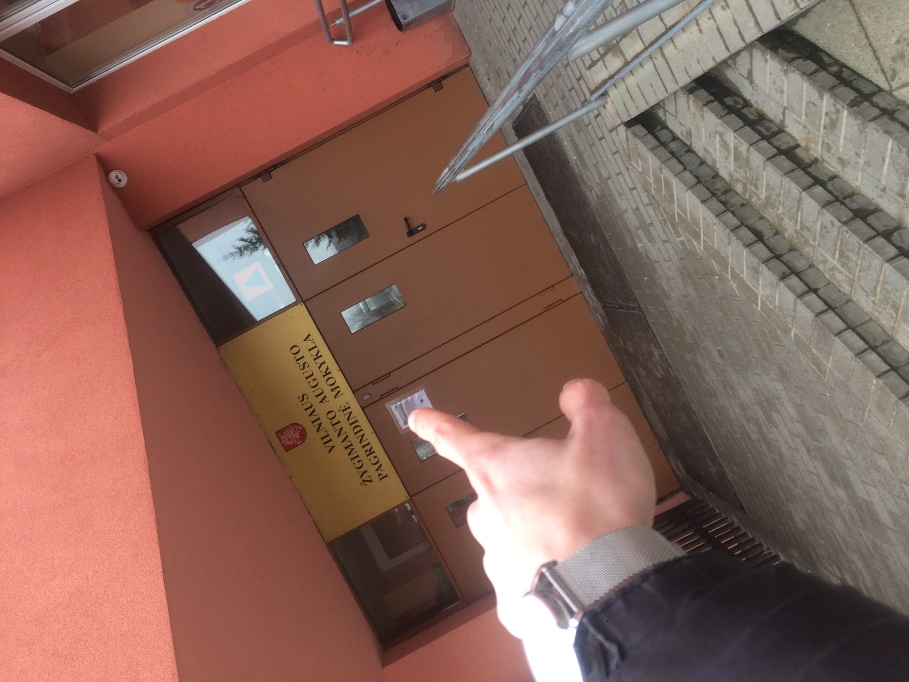 VILNIAUS
ŽYGIMANTO AUGUSTO
PAGRINDINĖ MOKYKLA